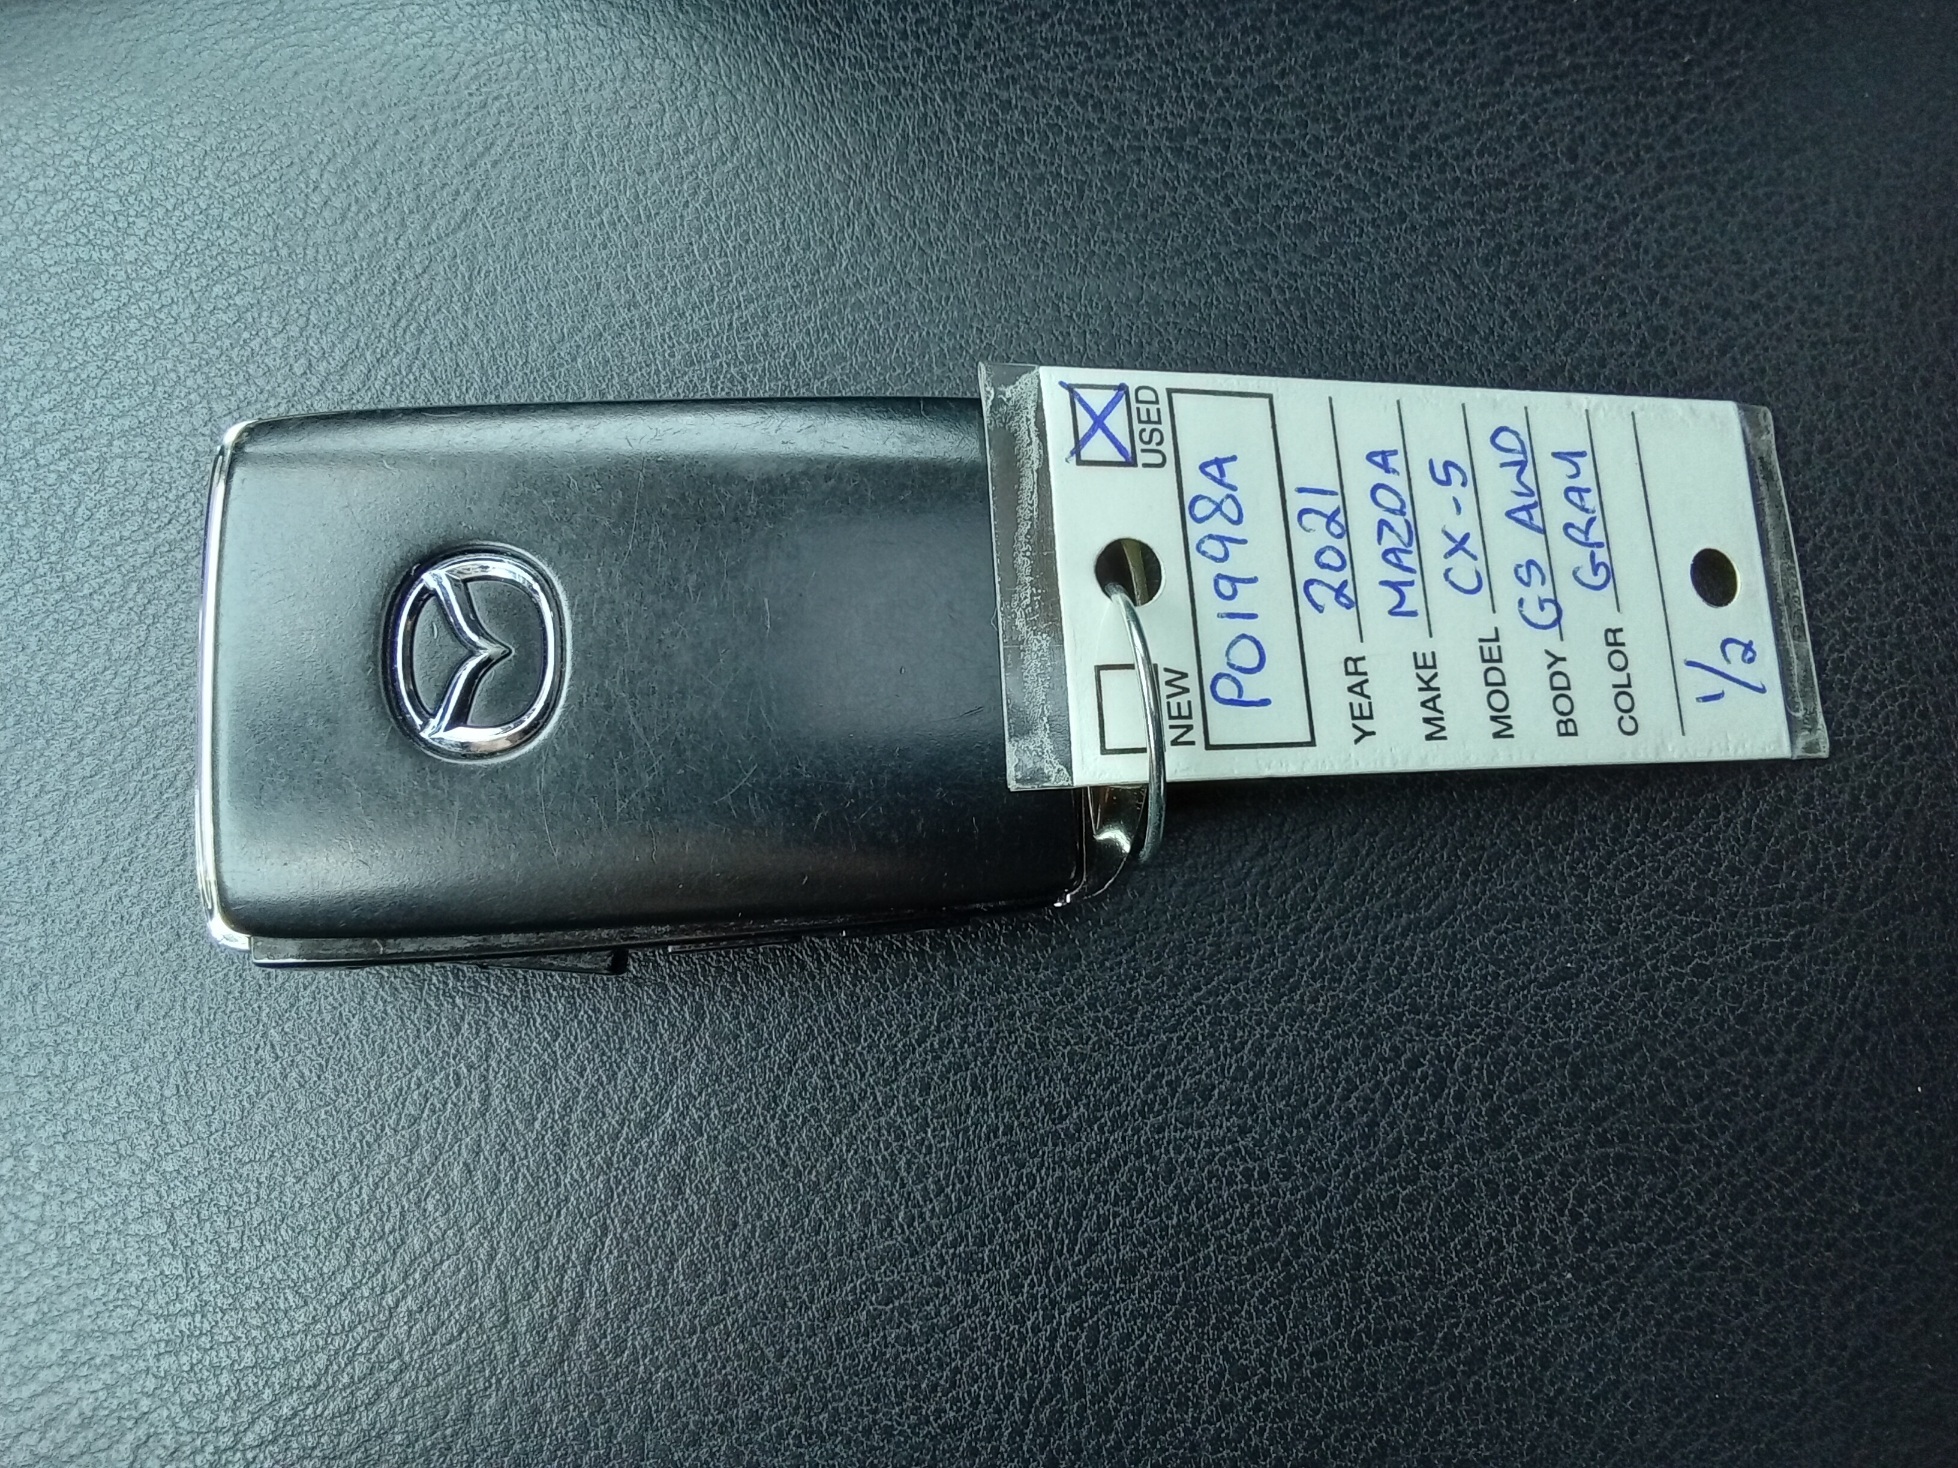 NEW USED
P01998A
YEAR 2021
MAKE MAZDA
MODEL CX-5
BODY GS AWD
COLOR GRAY
1/2